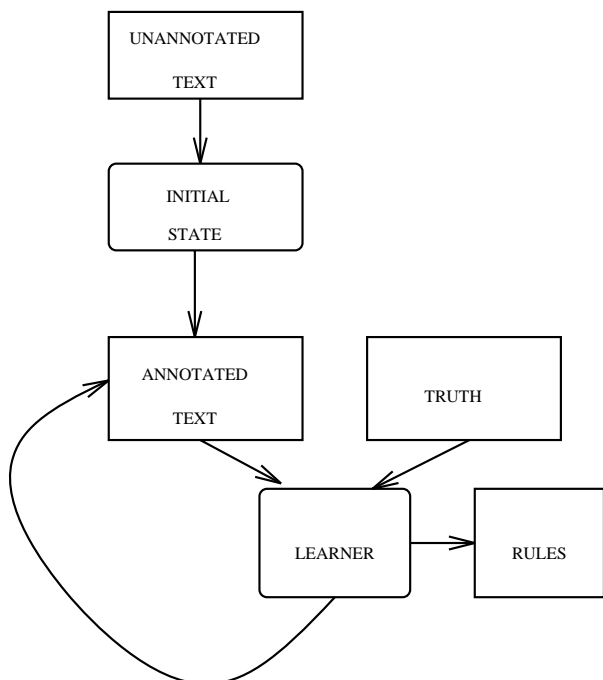 UNANNOTATED
TEXT
INITIAL
STATE
ANNOTATED
TEXT
TRUTH
LEARNER
RULES